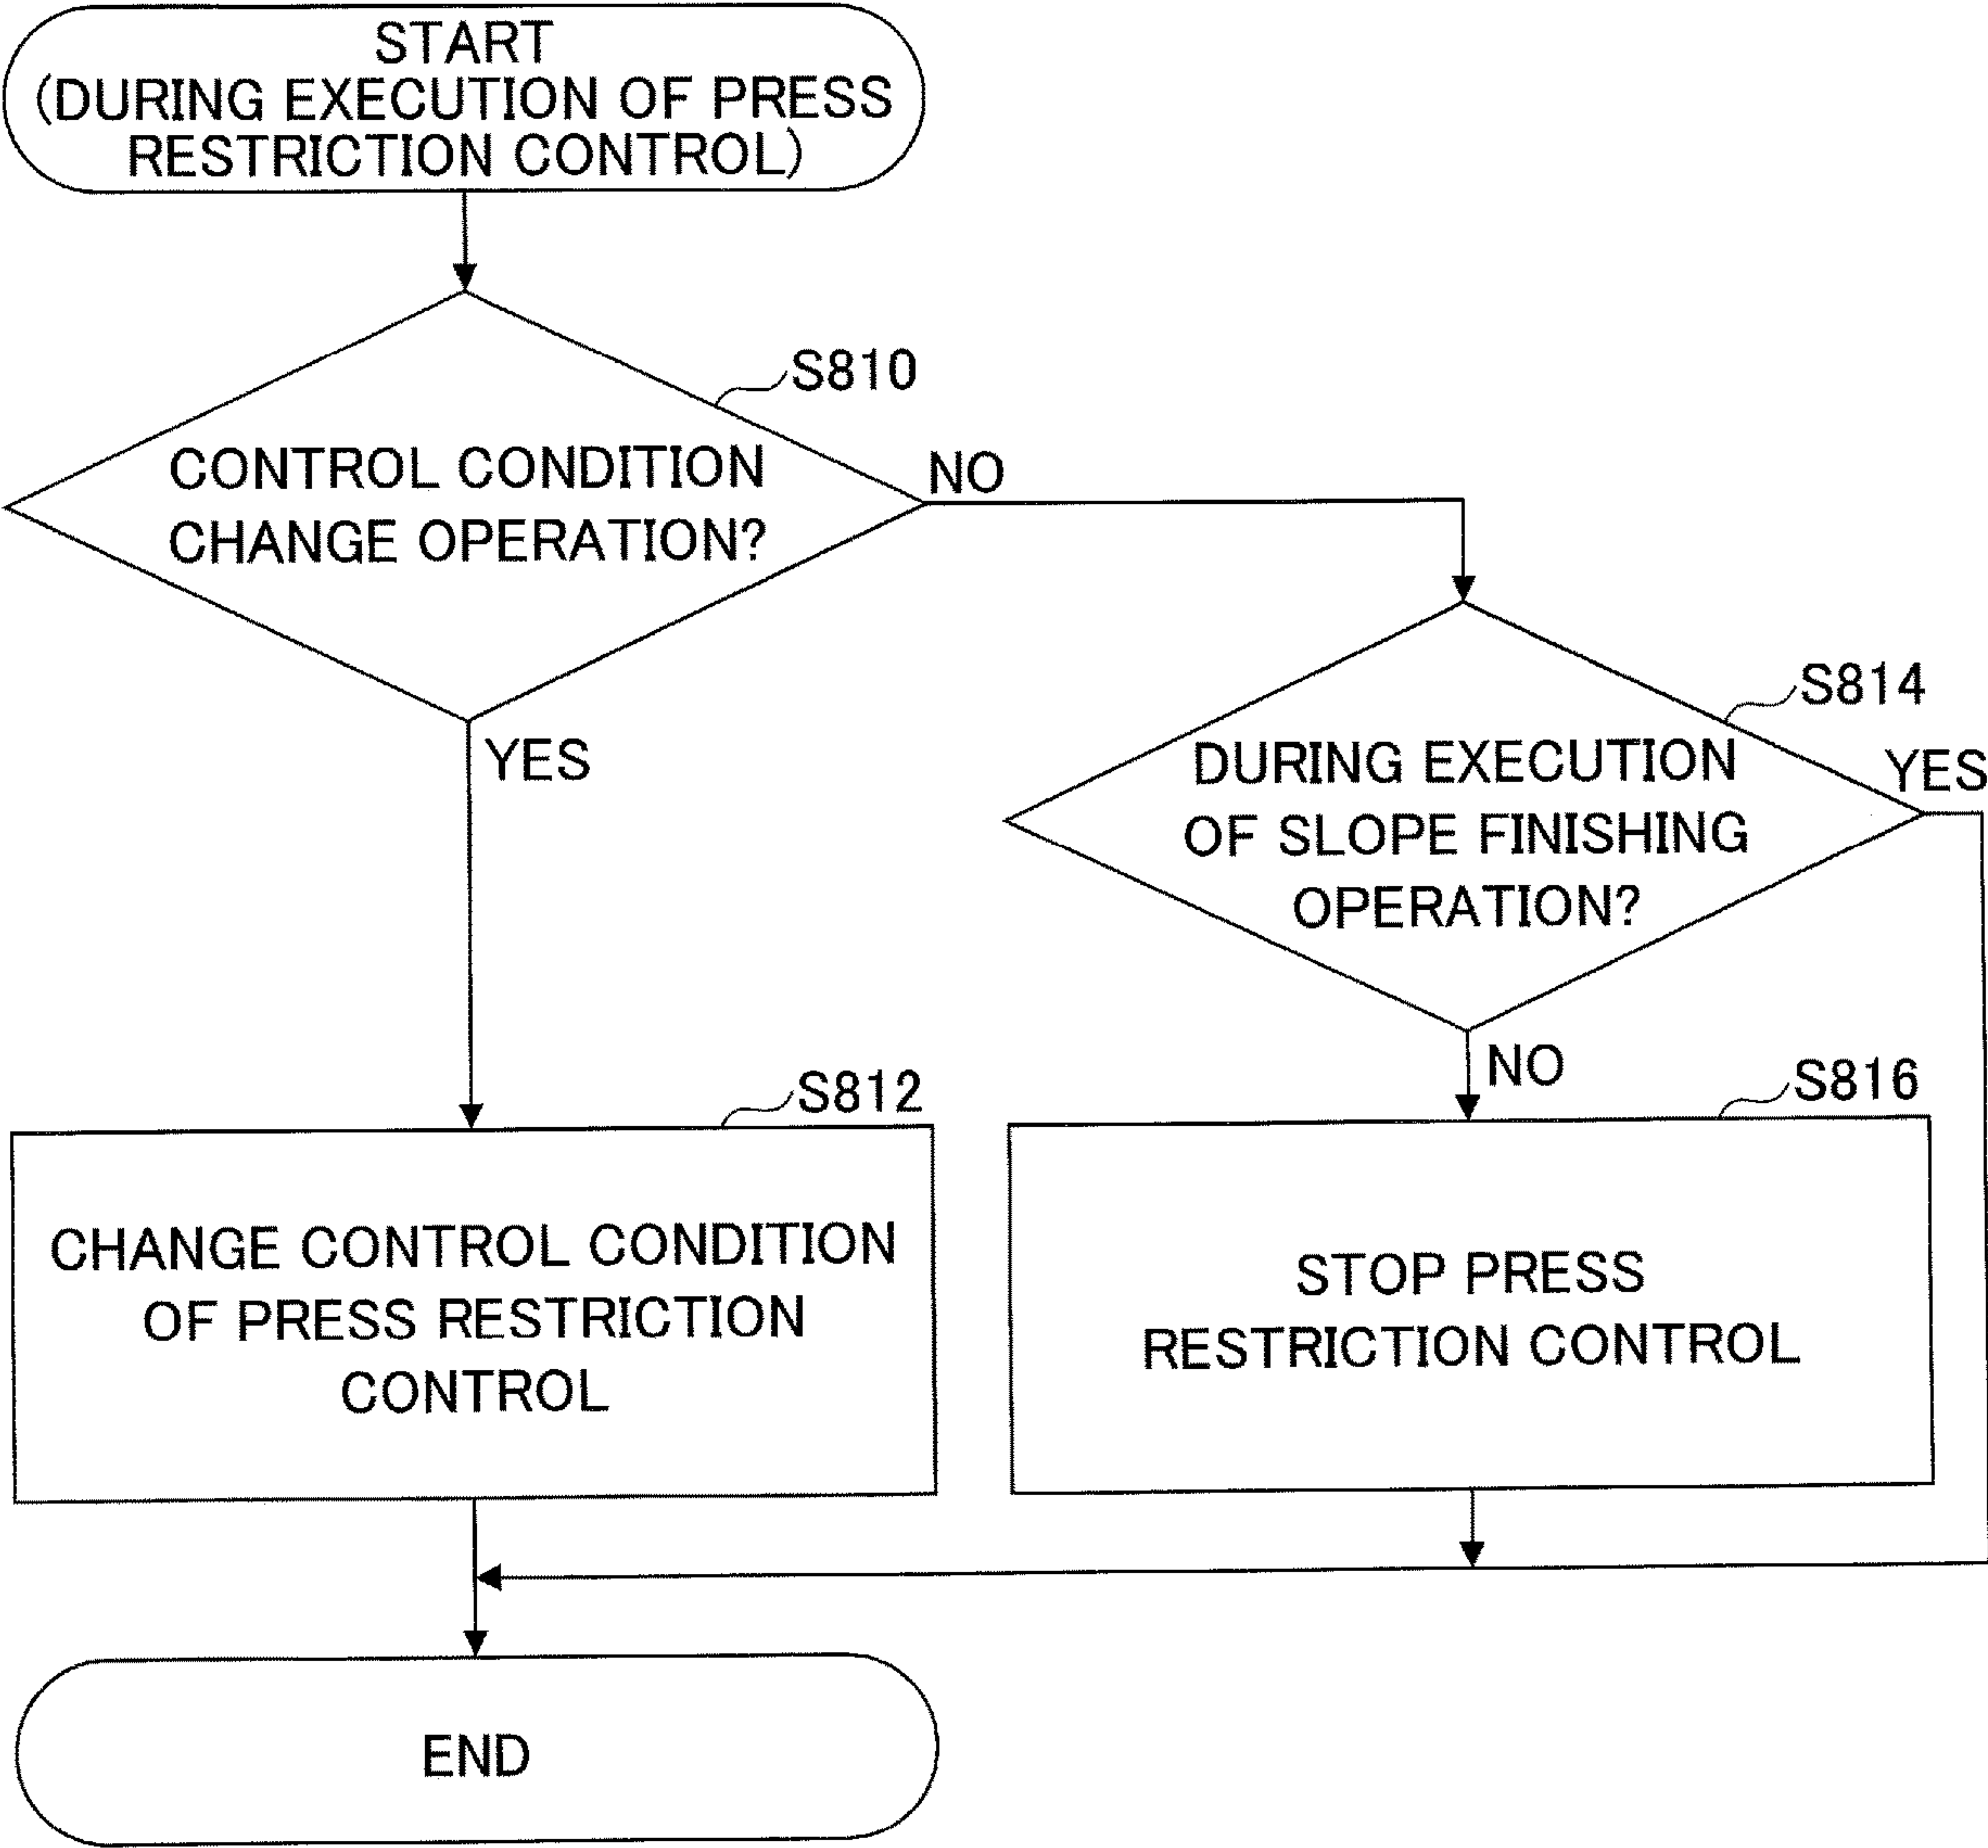 START
(DURING EXECUTION OF PRESS
RESTRICTION CONTROL)
S810
CONTROL CONDITION
CHANGE OPERATION?
NO
YES
S814
DURING EXECUTION
OF SLOPE FINISHING
OPERATION?
YES
NO
S812
CHANGE CONTROL CONDITION
OF PRESS RESTRICTION
CONTROL
S816
STOP PRESS
RESTRICTION CONTROL
END